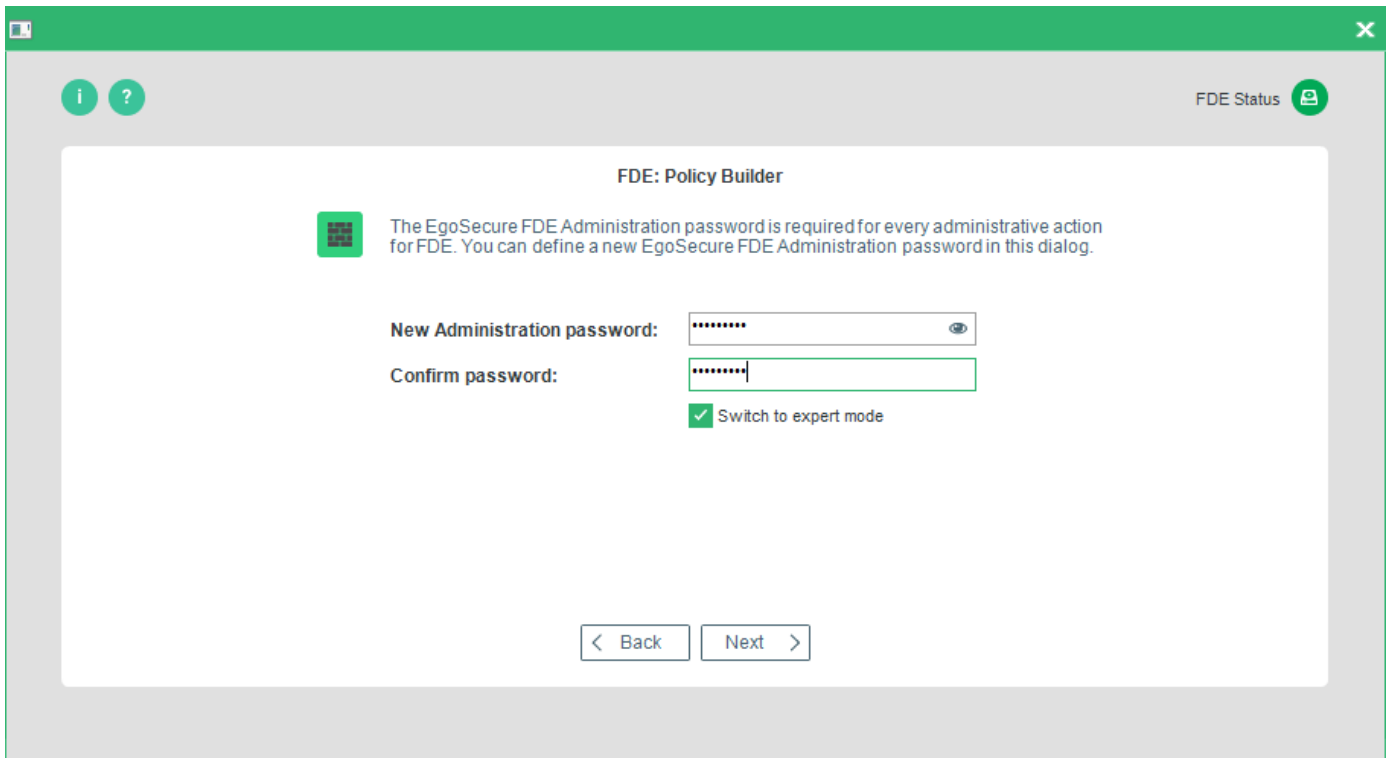 i ? FDE Status
FDE: Policy Builder
The EgoSecure FDE Administration password is required for every administrative action
for FDE. You can define a new EgoSecure FDE Administration password in this dialog.
New Administration password: •••••••••
Confirm password: •••••••••
Switch to expert mode
< Back Next >